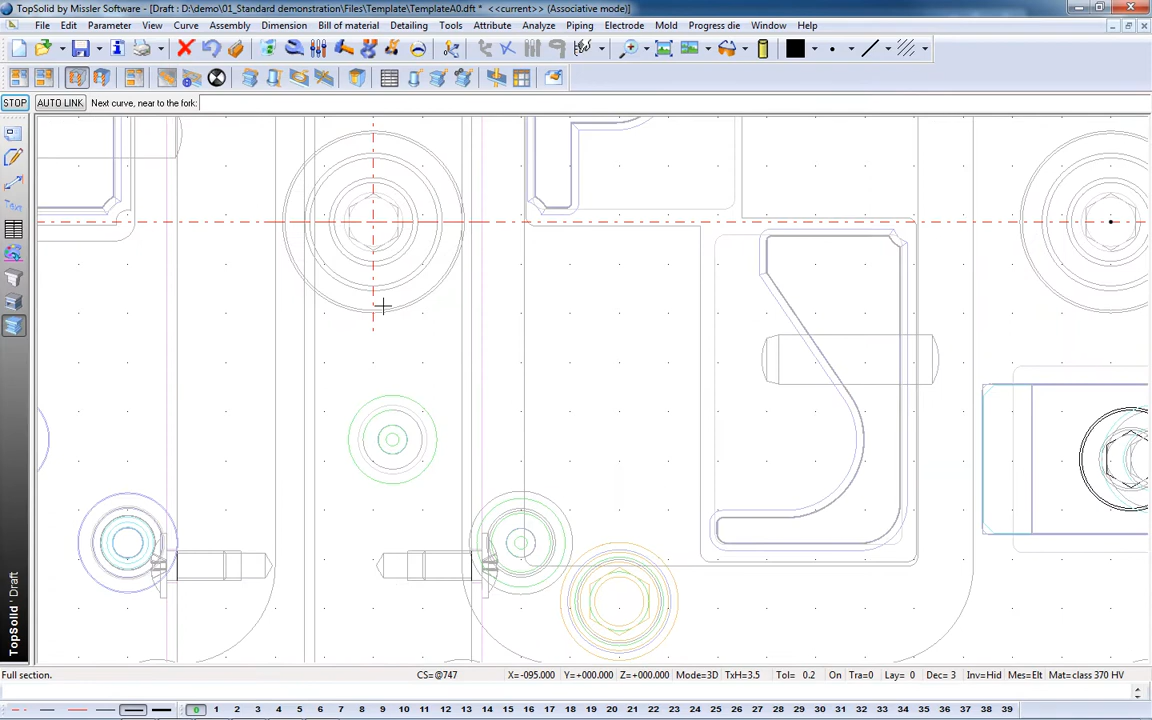 TopSolid by Missler Software - [Draft : D:\demo\01_Standard demonstration\Files\Template\TemplateA0.dft *  <<current>> (Associative mode)]
File Edit Parameter View Curve Assembly Dimension Bill of material Detailing Tools Attribute Analyze Piping Electrode Mold Progress die Window Help
STOP AUTO LINK Next curve, near to the fork:
Text
TopSolid'Draft
Full section. CS=@747 X=-095.000 Y=+000.000 Z=+000.000 Mode=3D TxH=3.5 Tol= 0.2 On Tra=0 Lay= 0 Dec= 3 Inv=Hid Mes=Elt Mat=class 370 HV
0 1 2 3 4 5 6 7 8 9 10 11 12 13 14 15 16 17 18 19 20 21 22 23 24 25 26 27 28 29 30 31 32 33 34 35 36 37 38 39